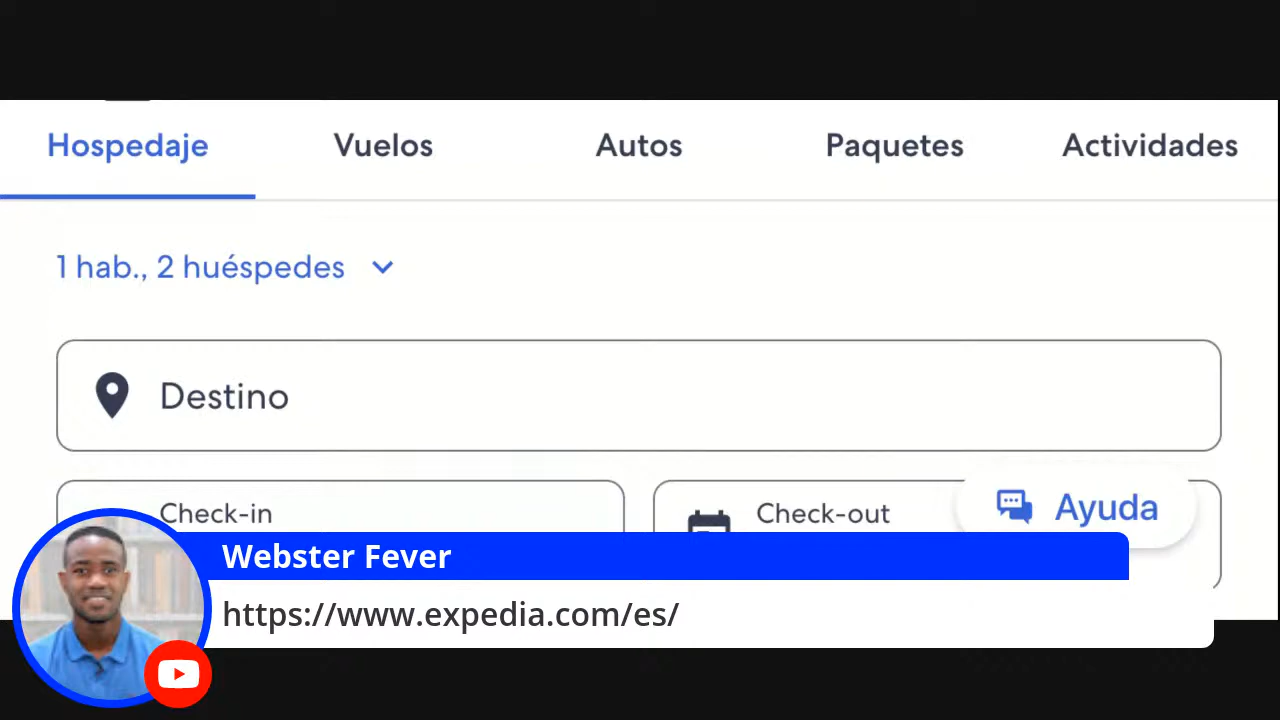 Hospedaje Vuelos Autos Paquetes Actividades
1 hab., 2 huéspedes
Destino
Check-in Check-out Ayuda
Webster Fever
https://www.expedia.com/es/